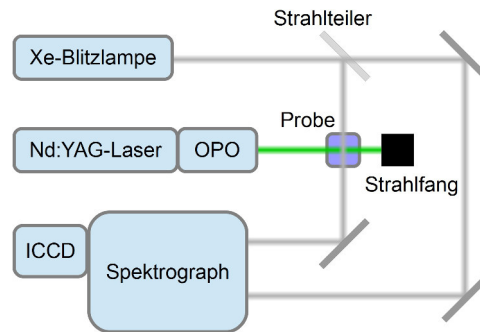 Strahlteiler
Xe-Blitzlampe
Probe
Nd:YAG-Laser
OPO
Strahlfang
ICCD
Spektrograph